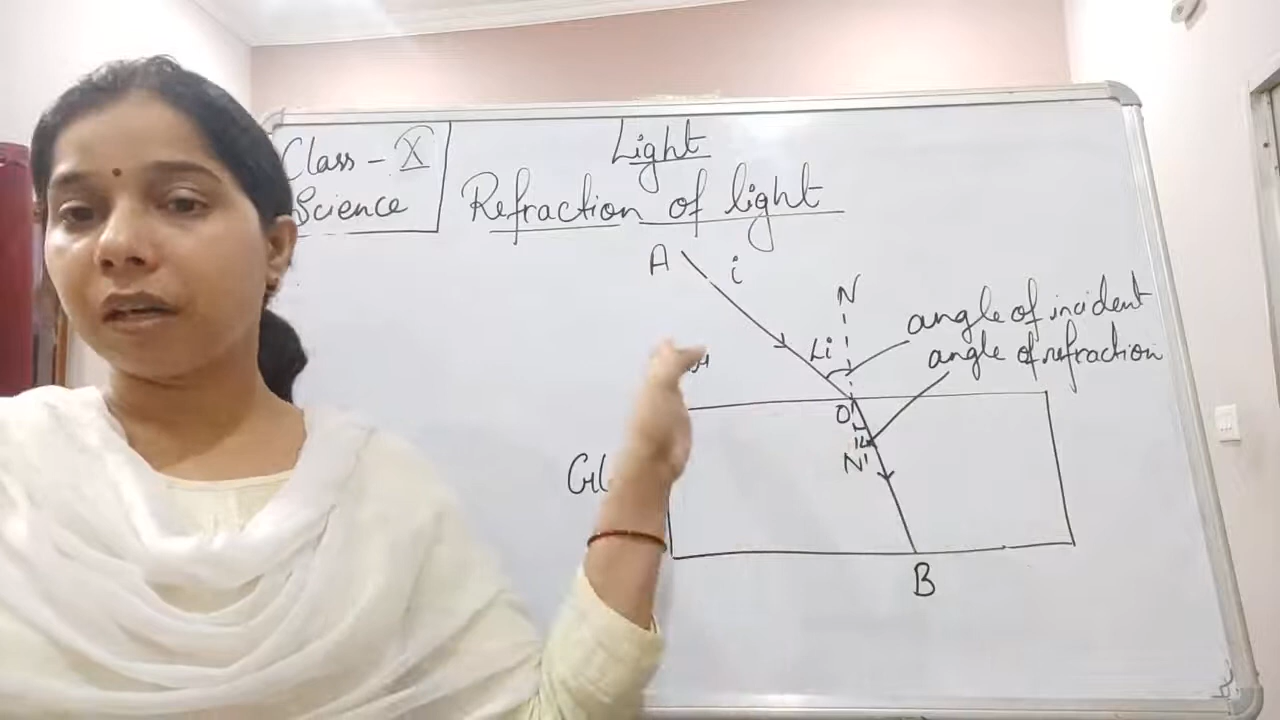 Class - X
Science
Light
Refraction of light
A
i
N
angle of incident
∠i
angle of refraction
O
N'
B